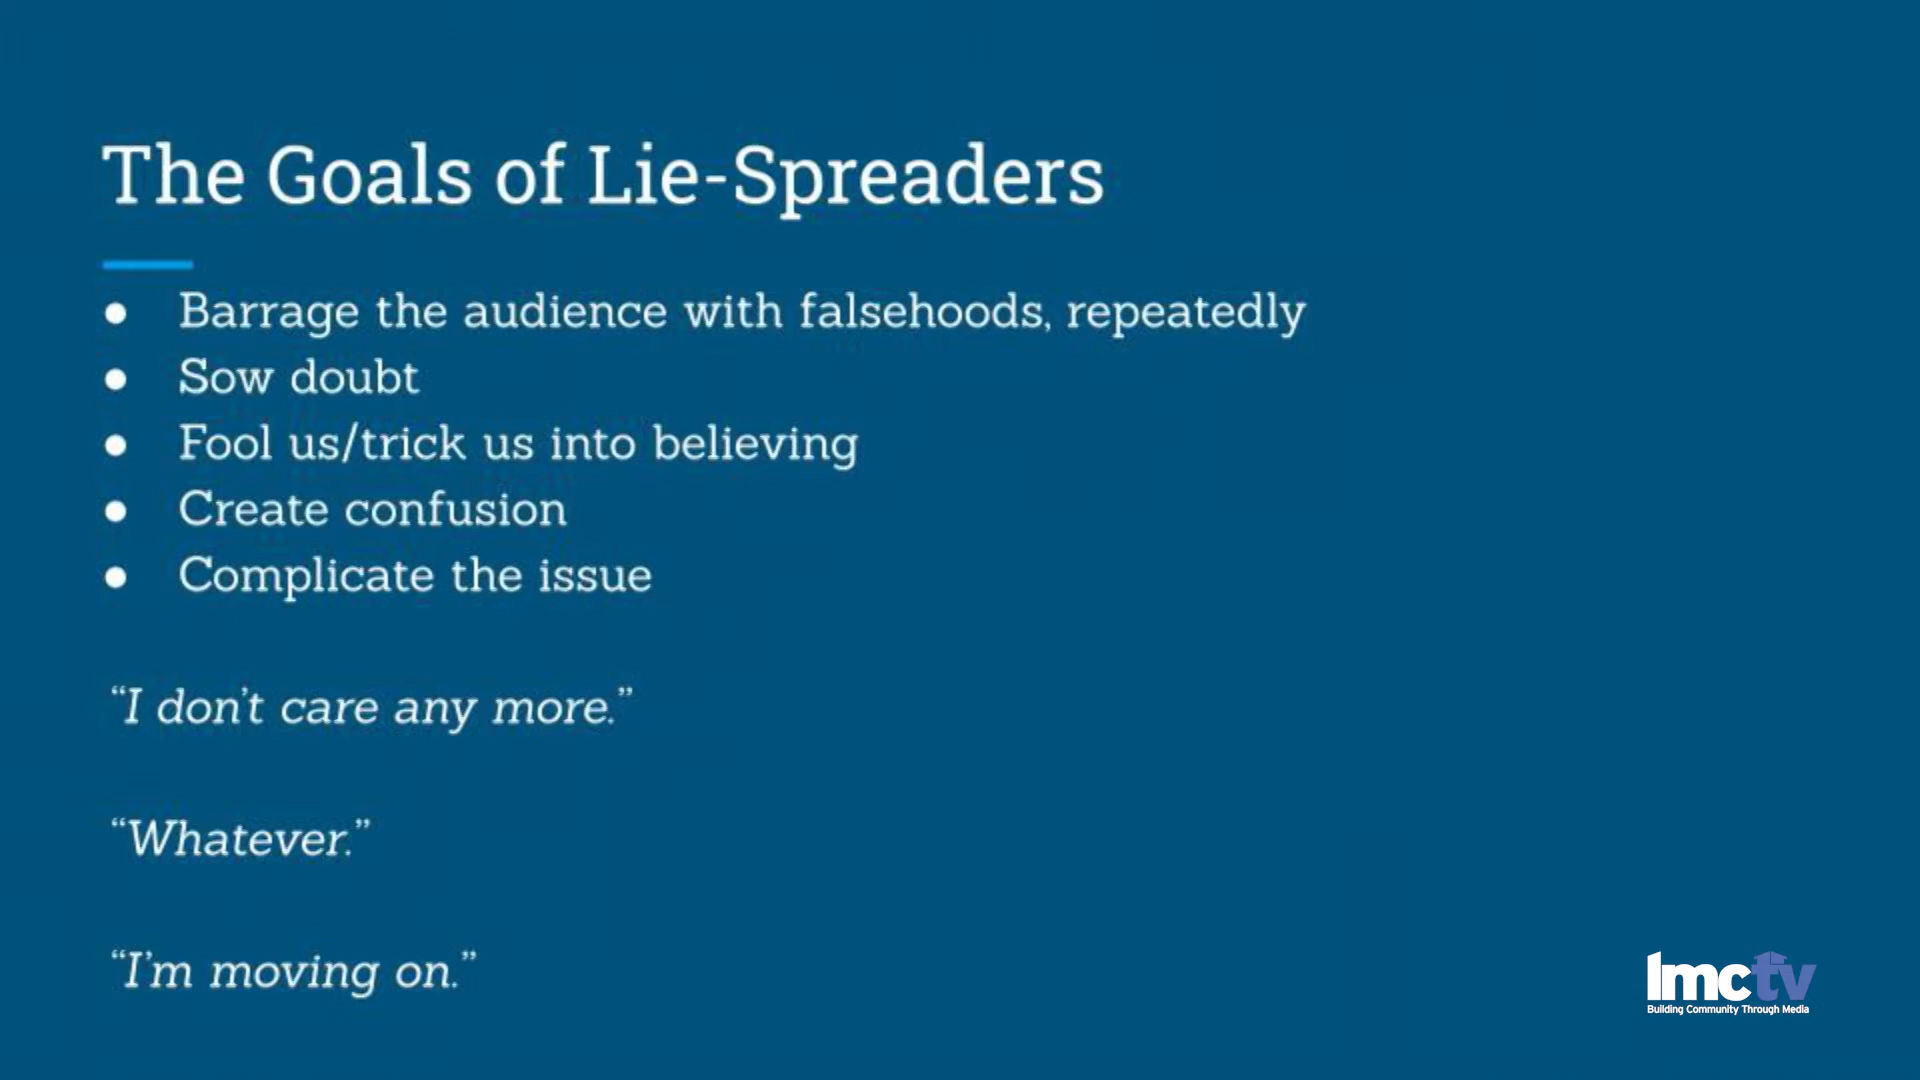 The Goals of Lie-Spreaders
● Barrage the audience with falsehoods, repeatedly
● Sow doubt
● Fool us/trick us into believing
● Create confusion
● Complicate the issue
“I don’t care any more.”
“Whatever.”
“I’m moving on.”
lmctv
Building Community Through Media